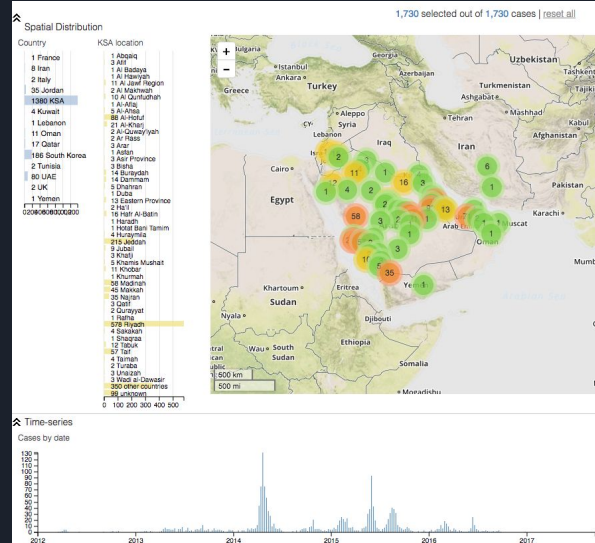 1,730 selected out of 1,730 cases | reset all
Spatial Distribution
Country
1 France
8 Iran
2 Italy
35 Jordan
1380 KSA
4 Kuwait
1 Lebanon
11 Oman
17 Qatar
186 South Korea
2 Tunisia
80 UAE
2 UK
1 Yemen
KSA location
1 Abqaiq
3 Afif
1 Al Badaya
1 Al Hawiyah
11 Al Jawf Region
2 Al Makhwah
10 Al Qunfudhah
1 Al-Aflaj
5 Al-Ahsa
88 Al-Hofuf
21 Al-Kharj
2 Al-Quway'iyah
2 Ar Rass
3 Arar
1 Astan
3 Asir Province
3 Bisha
14 Buraydah
14 Dammam
5 Dhahran
1 Duba
13 Eastern Province
2 Ha'il
16 Hafr Al-Batin
1 Haradh
1 Hotat Bani Tamim
4 Huraymila
215 Jeddah
9 Jubail
3 Khafji
5 Khamis Mushait
11 Khobar
1 Khurmah
58 Madinah
45 Makkah
35 Najran
3 Qatif
2 Qurayyat
1 Rafha
578 Riyadh
4 Sakakah
1 Shaqraa
12 Tabuk
57 Taif
4 Taimah
2 Turaba
3 Unaizah
3 Wadi al-Dawasir
350 other countries
99 unknown
0 100 200 300 400 500
+
−
Bulgaria
Georgia
Uzbekistan
Istanbul
Ankara
Azerbaijan
Greece
Turkey
Turkmenistan
Tashkent
Ashgabat
Mashhad
Aleppo
Tehran
Kabul
CY
Syria
Afghanistan
Lebanon
Iraq
Iran
2
11
1
16
3
6
Cairo
1
4
2
1
Pakistan
Egypt
2
13
Karachi
58
3
1
Muscat
1
Oman
1
3
35
1
Khartoum
Eritrea
Sudan
Nyala
Djibouti
Wau
South
Sudan
Ethiopia
Somalia
500 km
500 mi
Mogadishu
Time-series
Cases by date
130
120
110
100
90
80
70
60
50
40
30
20
10
0
2012 2013 2014 2015 2016 2017